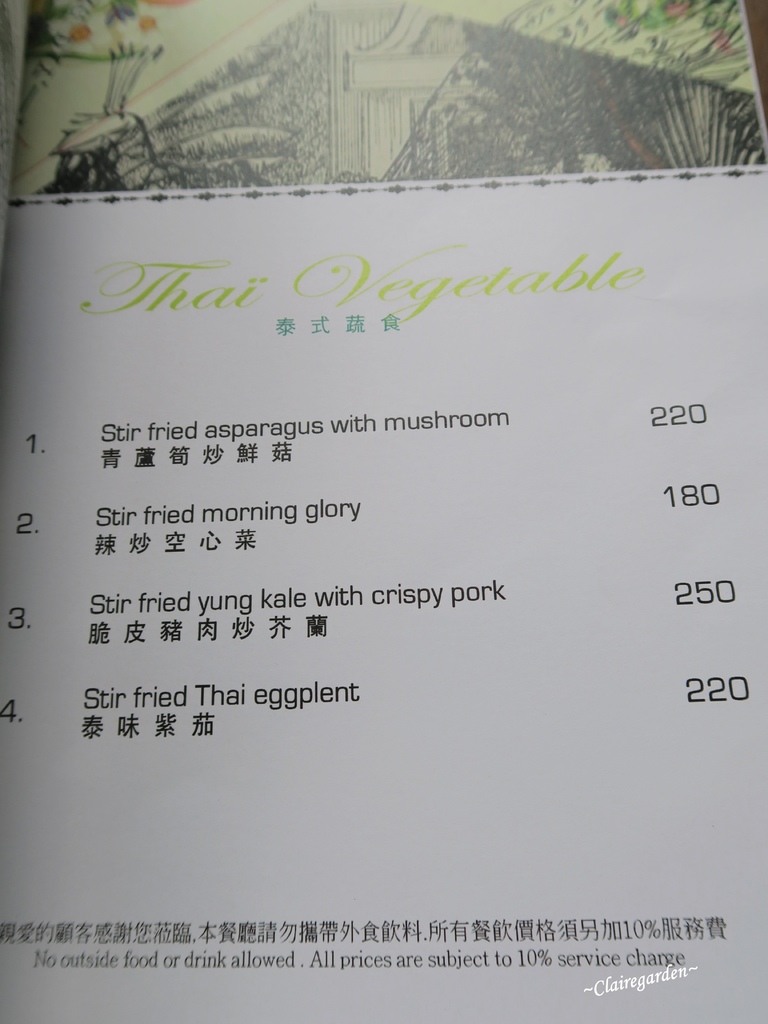 Thaï Vegetable
泰式蔬食
1. Stir fried asparagus with mushroom 220
青蘆筍炒鮮菇
2. Stir fried morning glory 180
辣炒空心菜
3. Stir fried yung kale with crispy pork 250
脆皮豬肉炒芥蘭
4. Stir fried Thai eggplent 220
泰味紫茄
親愛的顧客感謝您蒞臨,本餐廳請勿攜帶外食飲料.所有餐飲價格須另加10%服務費
No outside food or drink allowed . All prices are subject to 10% service charge
~Clairegarden~